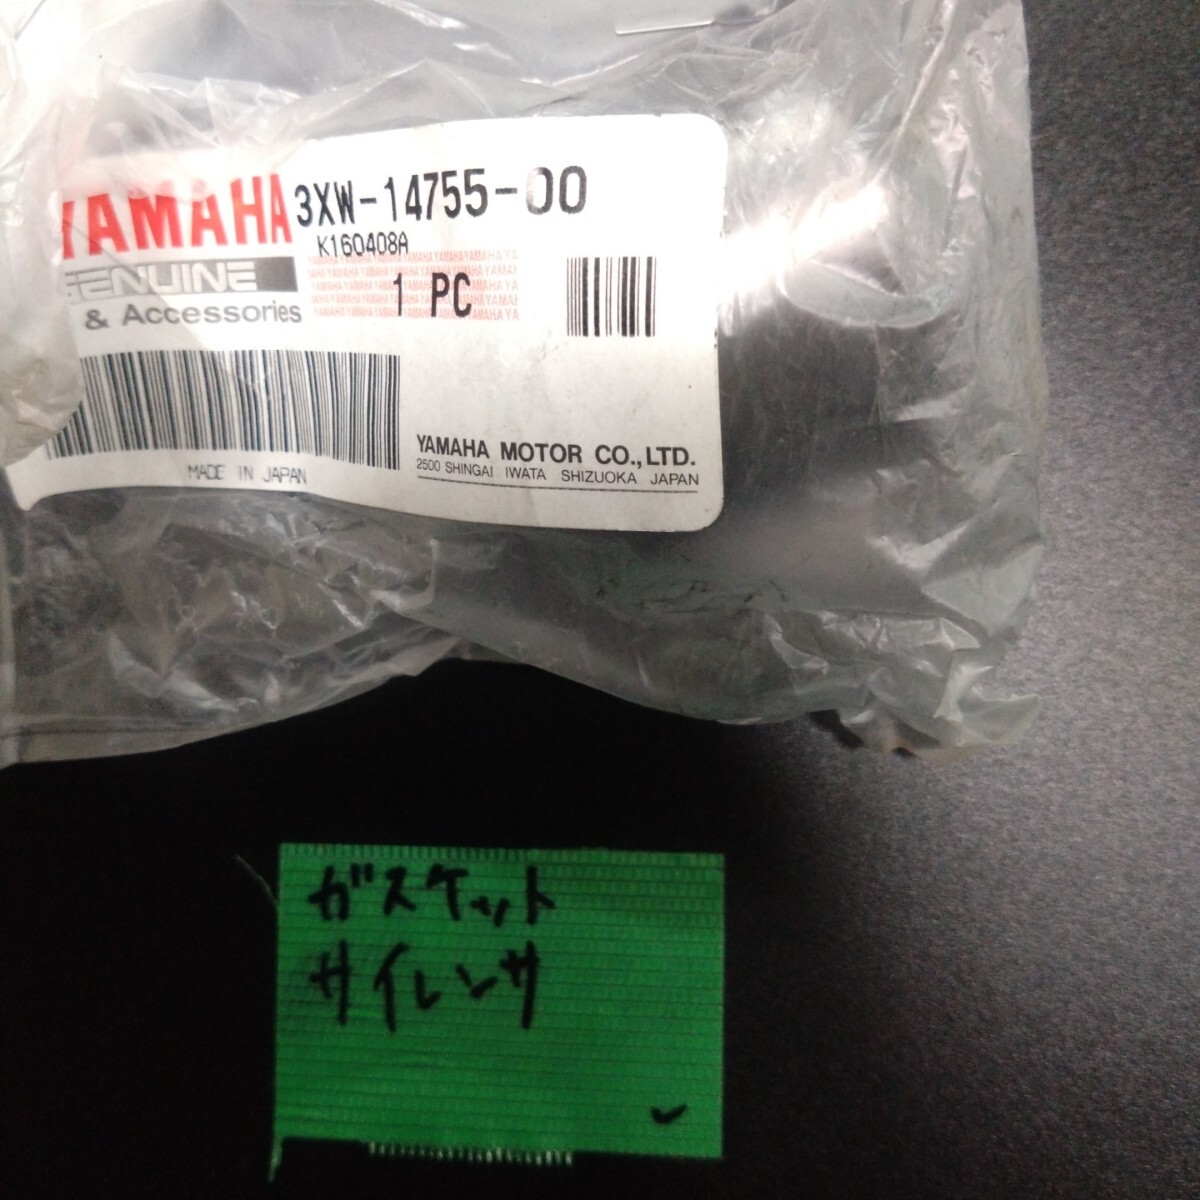 YAMAHA
3XW-14755-00
K160408A
GENUINE
1 PC
& Accessories
YAMAHA MOTOR CO.,LTD.
2500 SHINGAI IWATA SHIZUOKA JAPAN
MADE IN JAPAN
ガスケット
サイレンサ